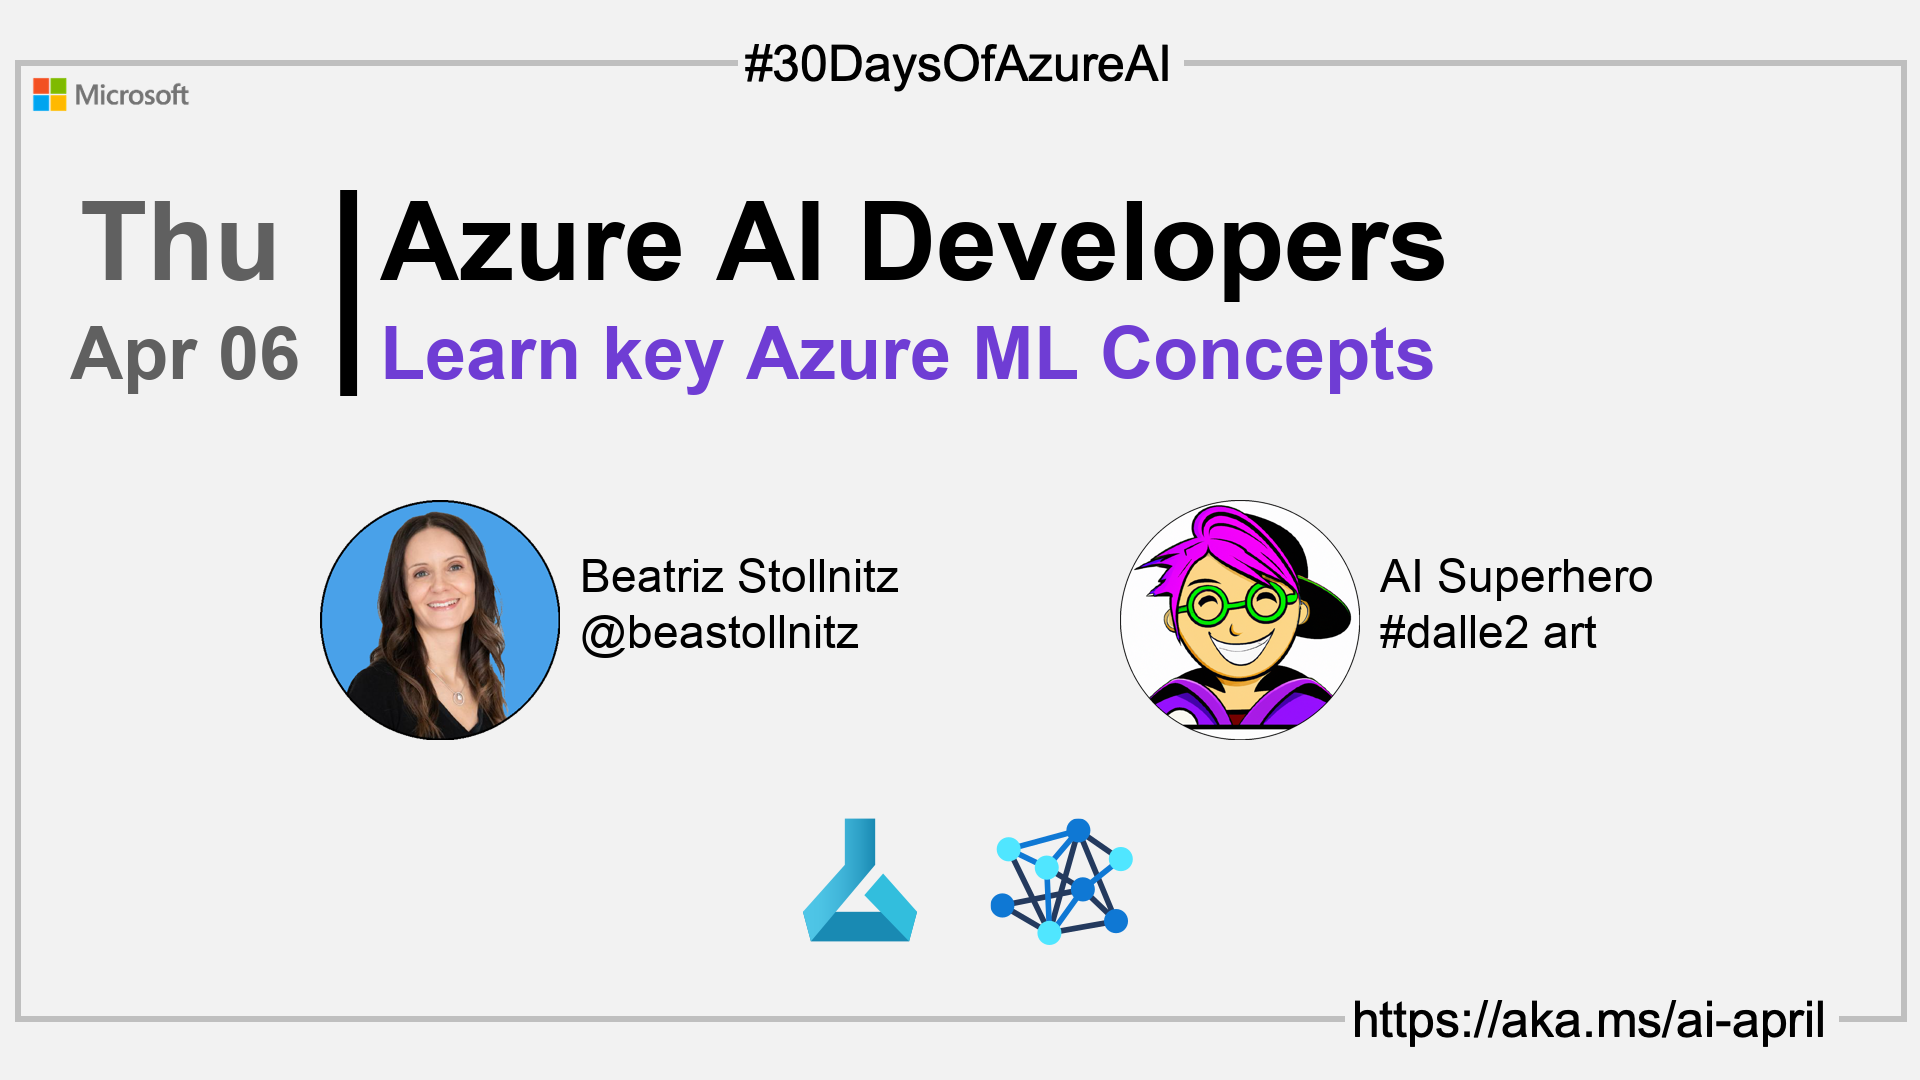 #30DaysOfAzureAI
Microsoft
Thu
Apr 06
Azure AI Developers
Learn key Azure ML Concepts
Beatriz Stollnitz
@beastollnitz
AI Superhero
#dalle2 art
https://aka.ms/ai-april